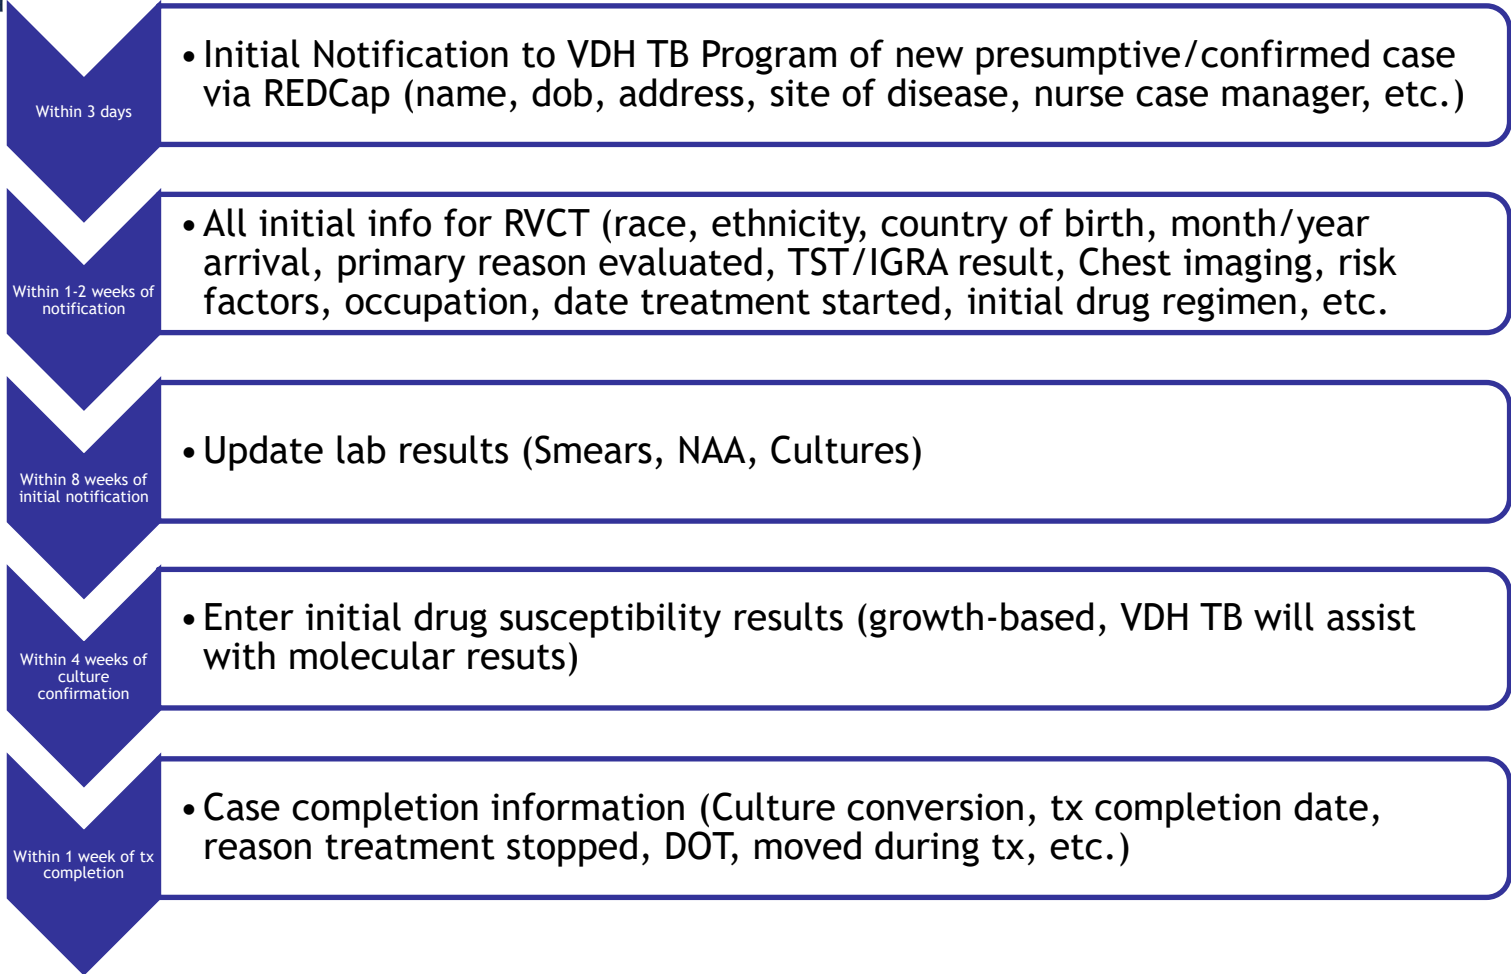 Within 3 days
• Initial Notification to VDH TB Program of new presumptive/confirmed case
via REDCap (name, dob, address, site of disease, nurse case manager, etc.)
Within 1-2 weeks of
notification
• All initial info for RVCT (race, ethnicity, country of birth, month/year
arrival, primary reason evaluated, TST/IGRA result, Chest imaging, risk
factors, occupation, date treatment started, initial drug regimen, etc.
Within 8 weeks of
initial notification
• Update lab results (Smears, NAA, Cultures)
Within 4 weeks of
culture
confirmation
• Enter initial drug susceptibility results (growth-based, VDH TB will assist
with molecular resuts)
Within 1 week of tx
completion
• Case completion information (Culture conversion, tx completion date,
reason treatment stopped, DOT, moved during tx, etc.)